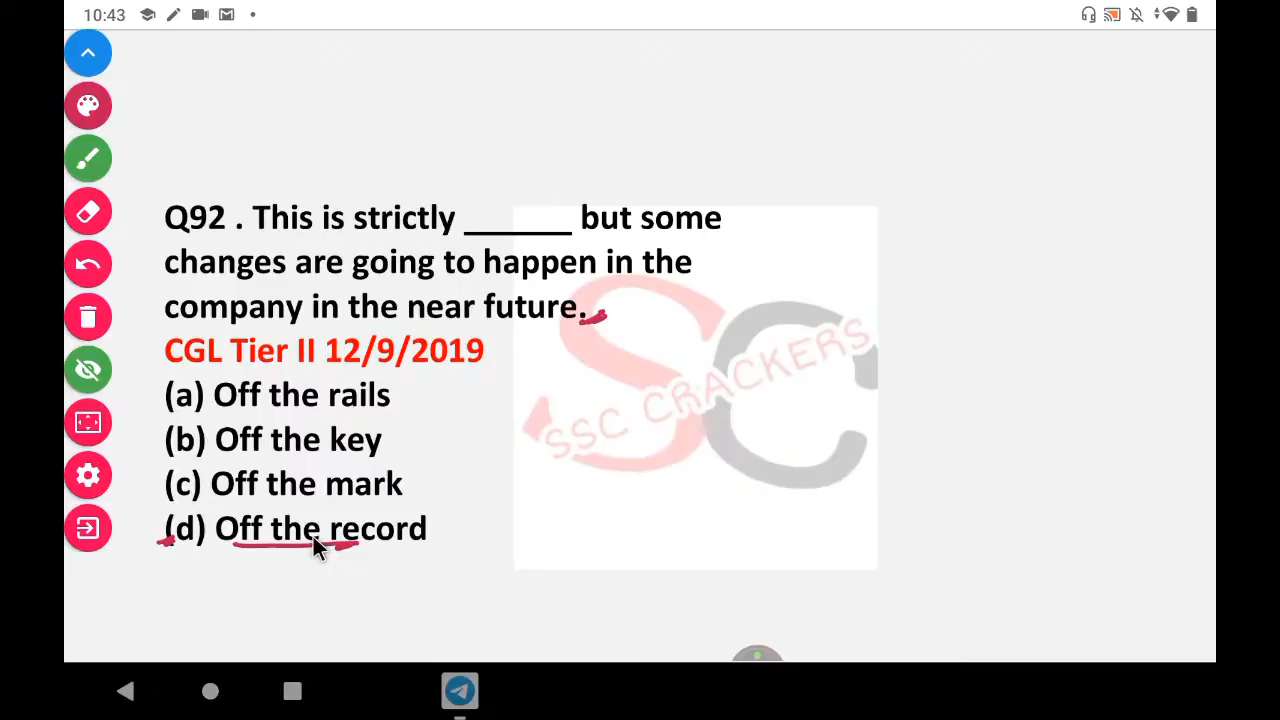 10:43
Q92 . This is strictly ______ but some
changes are going to happen in the
company in the near future.
CGL Tier II 12/9/2019
(a) Off the rails
(b) Off the key
(c) Off the mark
(d) Off the record
SSC CRACKERS